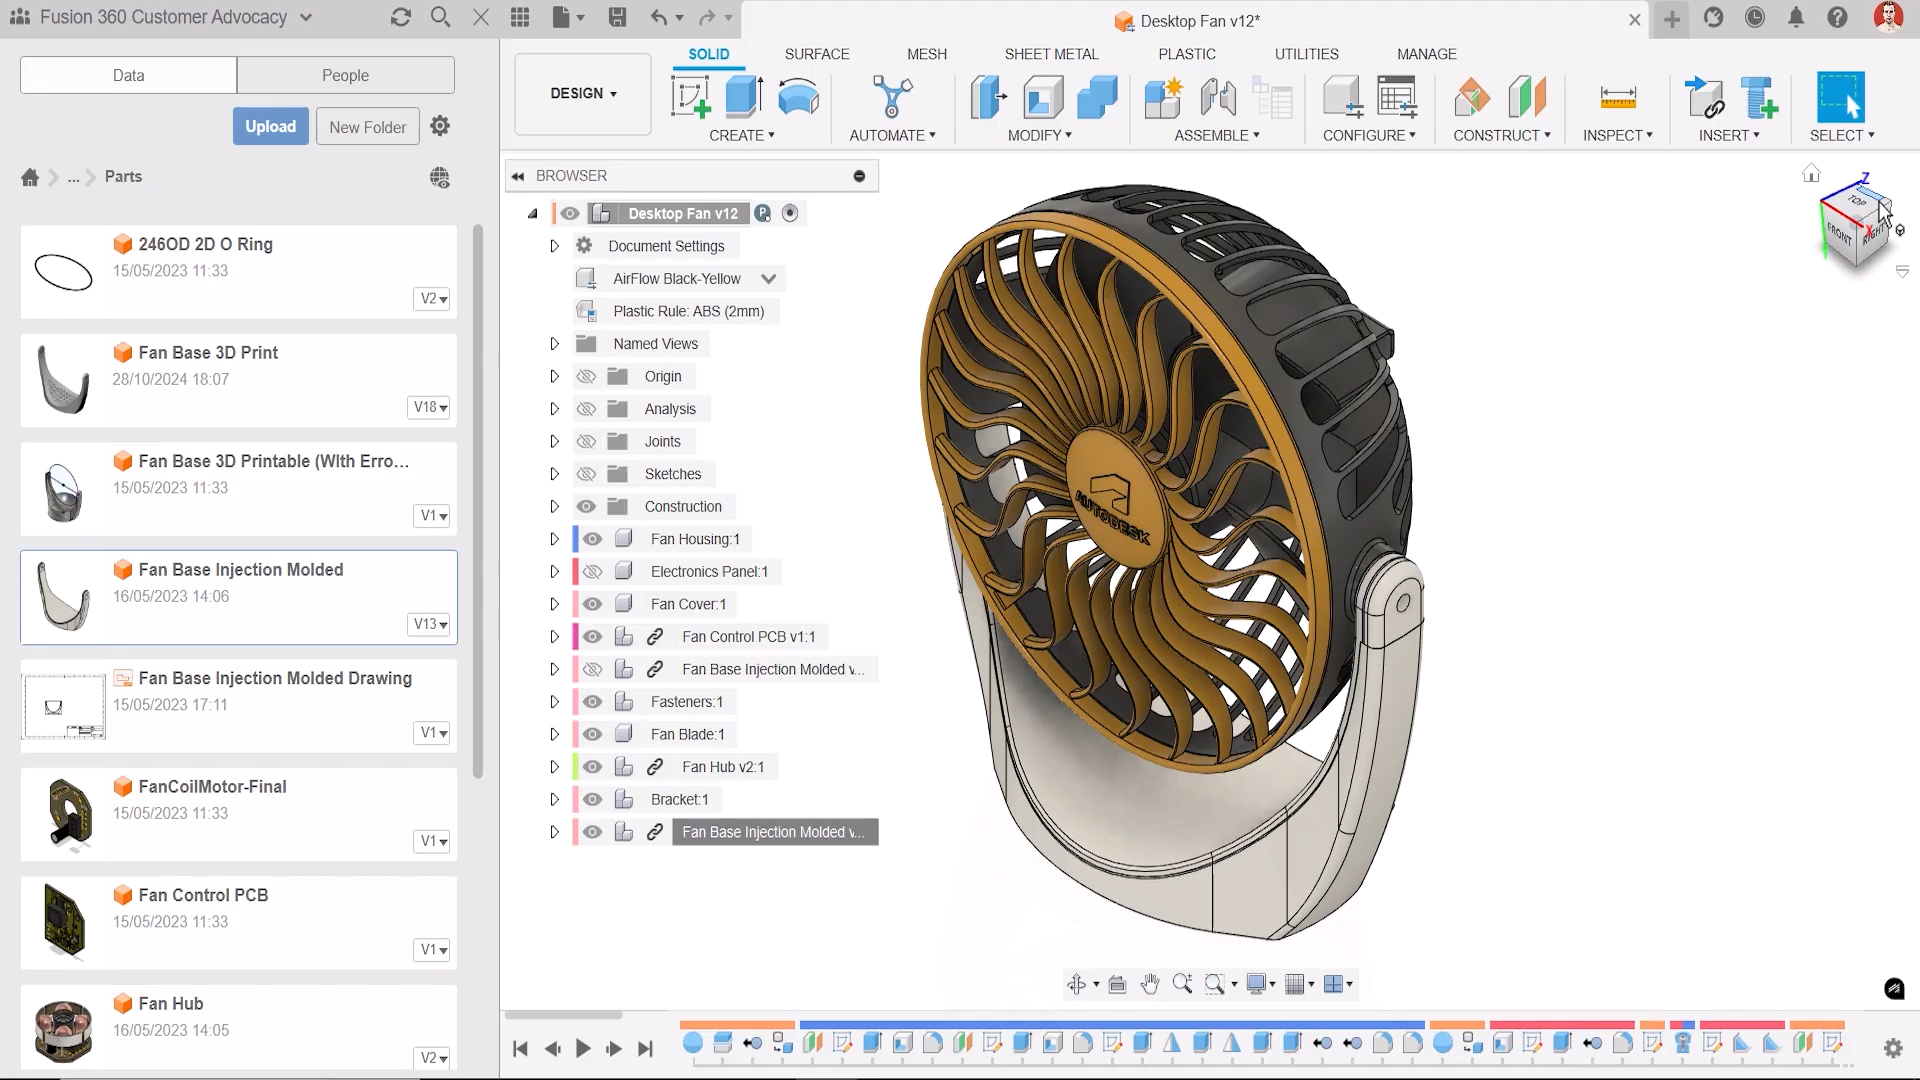 Fusion 360 Customer Advocacy
Desktop Fan v12*
Data
People
Upload
New Folder
... Parts
246OD 2D O Ring
15/05/2023 11:33
V2
Fan Base 3D Print
28/10/2024 18:07
V18
Fan Base 3D Printable (WIth Erro...
15/05/2023 11:33
V1
Fan Base Injection Molded
16/05/2023 14:06
V13
Fan Base Injection Molded Drawing
15/05/2023 17:11
V1
FanCoilMotor-Final
15/05/2023 11:33
V1
Fan Control PCB
15/05/2023 11:33
V1
Fan Hub
16/05/2023 14:05
V2
DESIGN
SOLID
SURFACE
MESH
SHEET METAL
PLASTIC
UTILITIES
MANAGE
CREATE
AUTOMATE
MODIFY
ASSEMBLE
CONFIGURE
CONSTRUCT
INSPECT
INSERT
SELECT
BROWSER
Desktop Fan v12
P
Document Settings
AirFlow Black-Yellow
Plastic Rule: ABS (2mm)
Named Views
Origin
Analysis
Joints
Sketches
Construction
Fan Housing:1
Electronics Panel:1
Fan Cover:1
Fan Control PCB v1:1
Fan Base Injection Molded v...
Fasteners:1
Fan Blade:1
Fan Hub v2:1
Bracket:1
Fan Base Injection Molded v...
AUTODESK
Z
TOP
FRONT
RIGHT
X